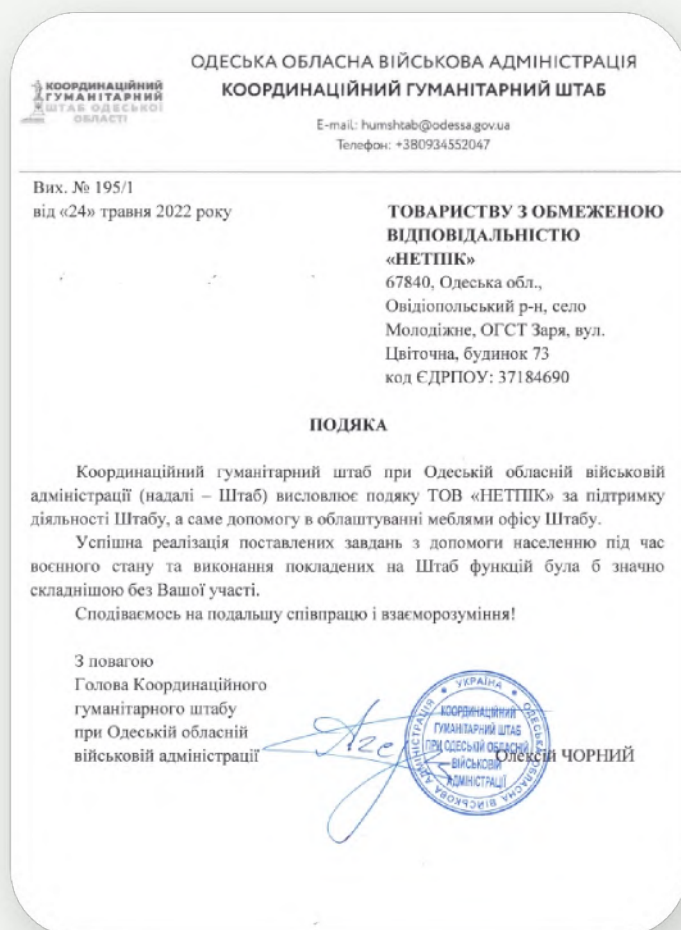 КООРДИНАЦІЙНИЙ
ГУМАНІТАРНИЙ
ШТАБ ОДЕСЬКОЇ
ОБЛАСТІ
ОДЕСЬКА ОБЛАСНА ВІЙСЬКОВА АДМІНІСТРАЦІЯ
КООРДИНАЦІЙНИЙ ГУМАНІТАРНИЙ ШТАБ
E-mail: humshtab@odessa.gov.ua
Телефон: +380934552047
Вих. № 195/1
від «24» травня 2022 року
ТОВАРИСТВУ З ОБМЕЖЕНОЮ
ВІДПОВІДАЛЬНІСТЮ
«НЕТПІК»
67840, Одеська обл.,
Овідіопольський р-н, село
Молодіжне, ОГСТ Заря, вул.
Цвіточна, будинок 73
код ЄДРПОУ: 37184690
ПОДЯКА
Координаційний гуманітарний штаб при Одеській обласній військовій
адміністрації (надалі – Штаб) висловлює подяку ТОВ «НЕТПІК» за підтримку
діяльності Штабу, а саме допомогу в облаштуванні меблями офісу Штабу.
Успішна реалізація поставлених завдань з допомоги населенню під час
воєнного стану та виконання покладених на Штаб функцій була б значно
складнішою без Вашої участі.
Сподіваємось на подальшу співпрацю і взаєморозуміння!
З повагою
Голова Координаційного
гуманітарного штабу
при Одеській обласній
військовій адміністрації
Олексій ЧОРНИЙ
УКРАЇНА * ОДЕСЬКА ОБЛАСНА ВІЙСЬКОВА АДМІНІСТРАЦІЯ *
КООРДИНАЦІЙНИЙ
ГУМАНІТАРНИЙ ШТАБ
ПРИ ОДЕСЬКІЙ ОБЛАСНІЙ
ВІЙСЬКОВІЙ
АДМІНІСТРАЦІЇ